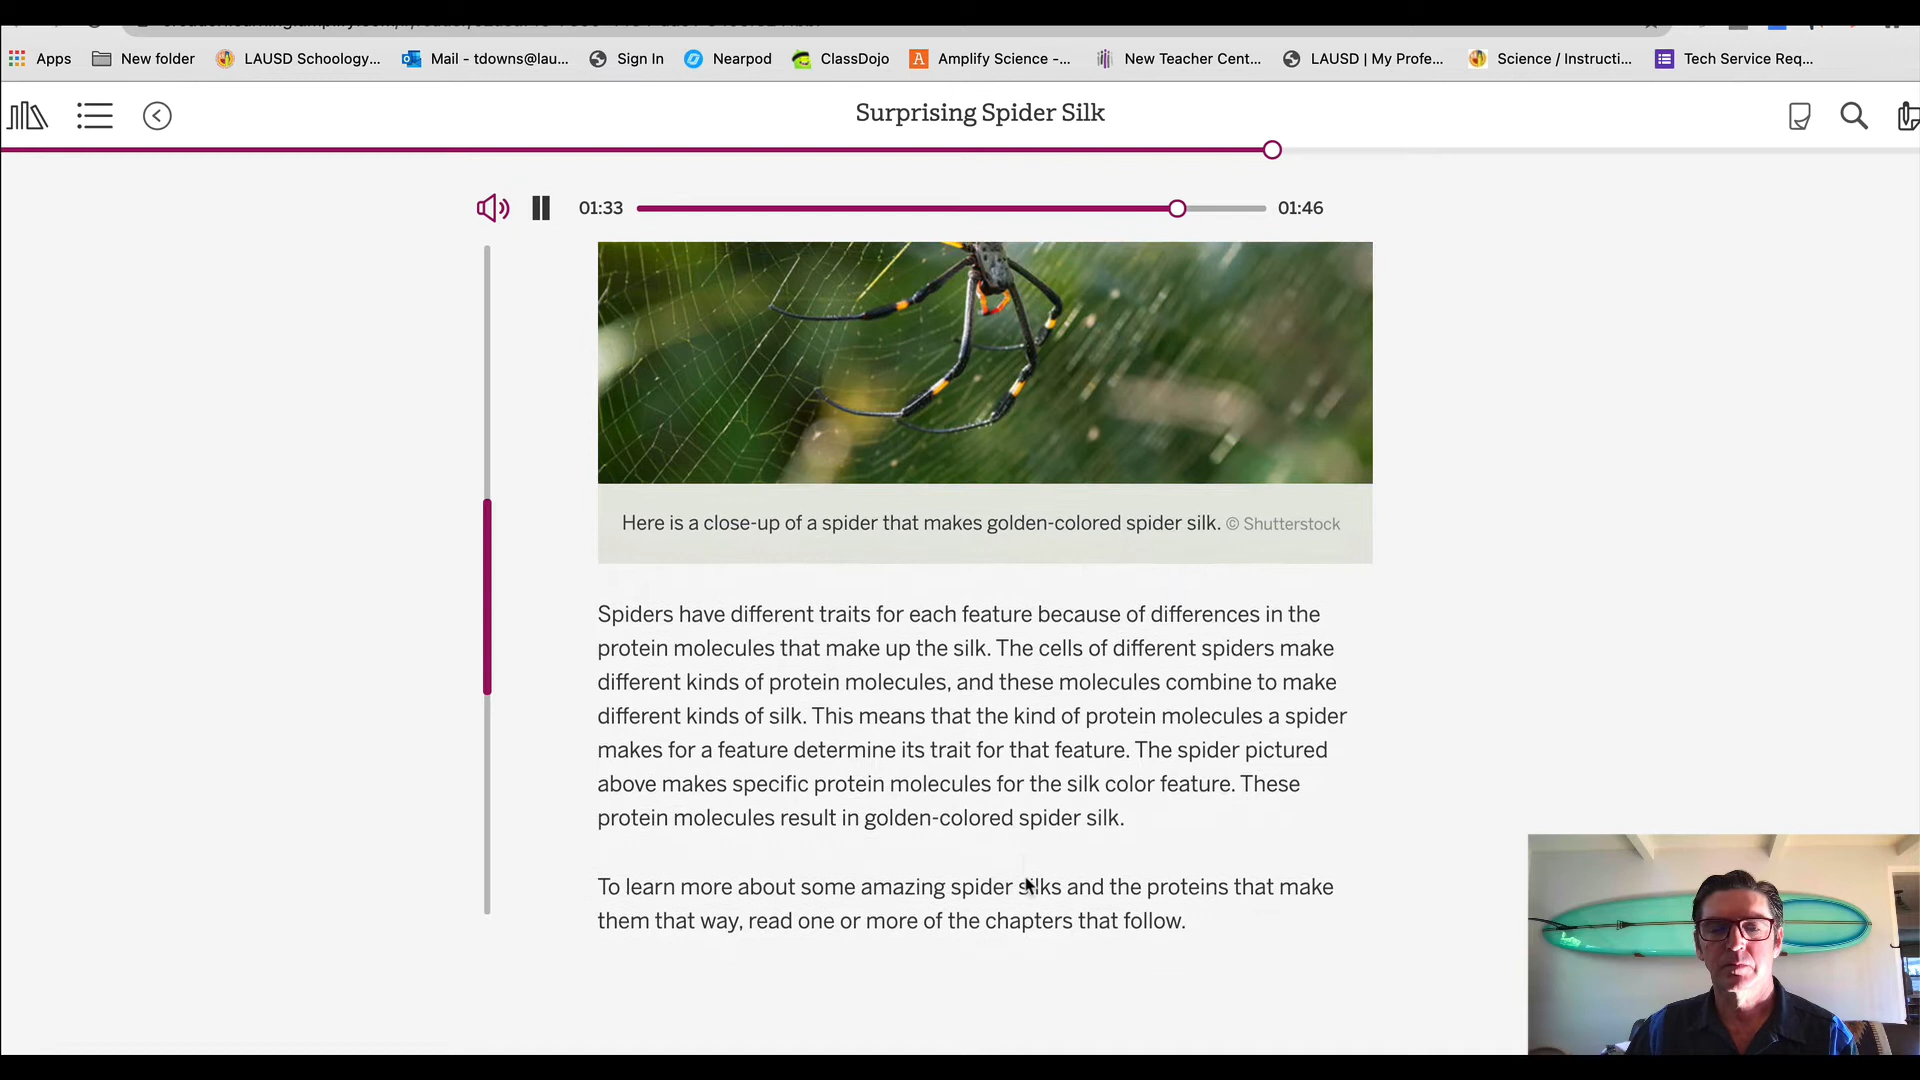 Apps New folder LAUSD Schoology... Mail - tdowns@lau... Sign In Nearpod ClassDojo Amplify Science -... New Teacher Cent... LAUSD | My Profe... Science / Instructi... Tech Service Req...
Surprising Spider Silk
01:33 01:46
Here is a close-up of a spider that makes golden-colored spider silk. © Shutterstock
Spiders have different traits for each feature because of differences in the
protein molecules that make up the silk. The cells of different spiders make
different kinds of protein molecules, and these molecules combine to make
different kinds of silk. This means that the kind of protein molecules a spider
makes for a feature determine its trait for that feature. The spider pictured
above makes specific protein molecules for the silk color feature. These
protein molecules result in golden-colored spider silk.
To learn more about some amazing spider silks and the proteins that make
them that way, read one or more of the chapters that follow.